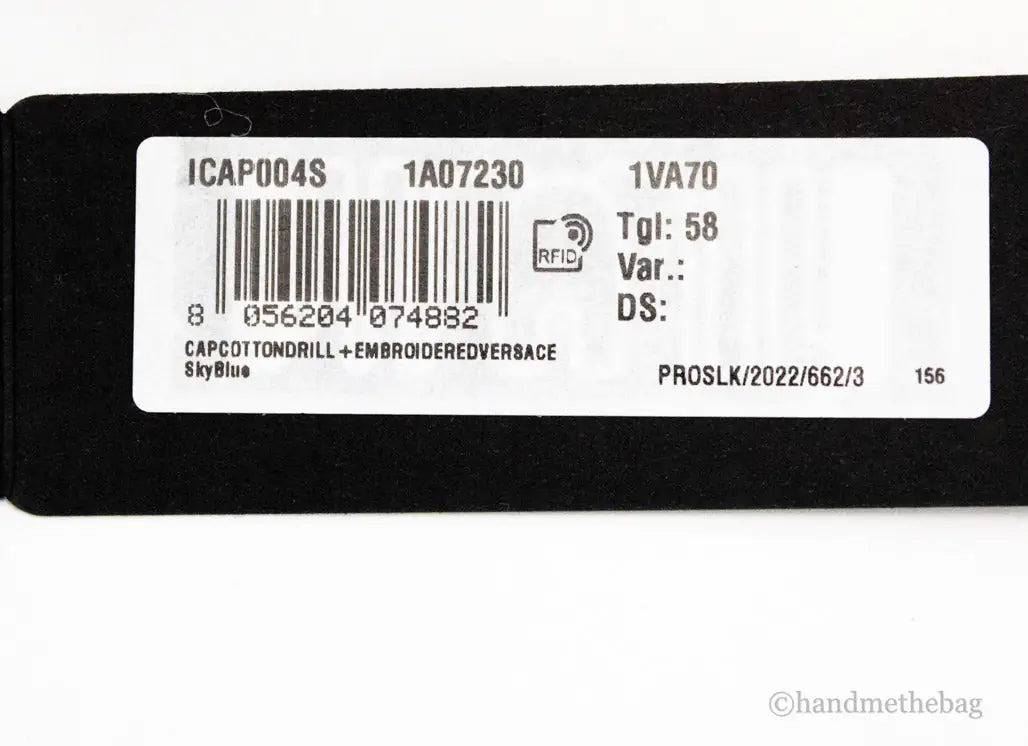 ICAP004S 1A07230 1VA70
RFID
Tgl: 58
Var.:
DS:
8 056204 074882
CAPCOTTONDRILL+EMBROIDEREDVERSACE
SkyBlue
PROSLK/2022/662/3 156
©handmethebag